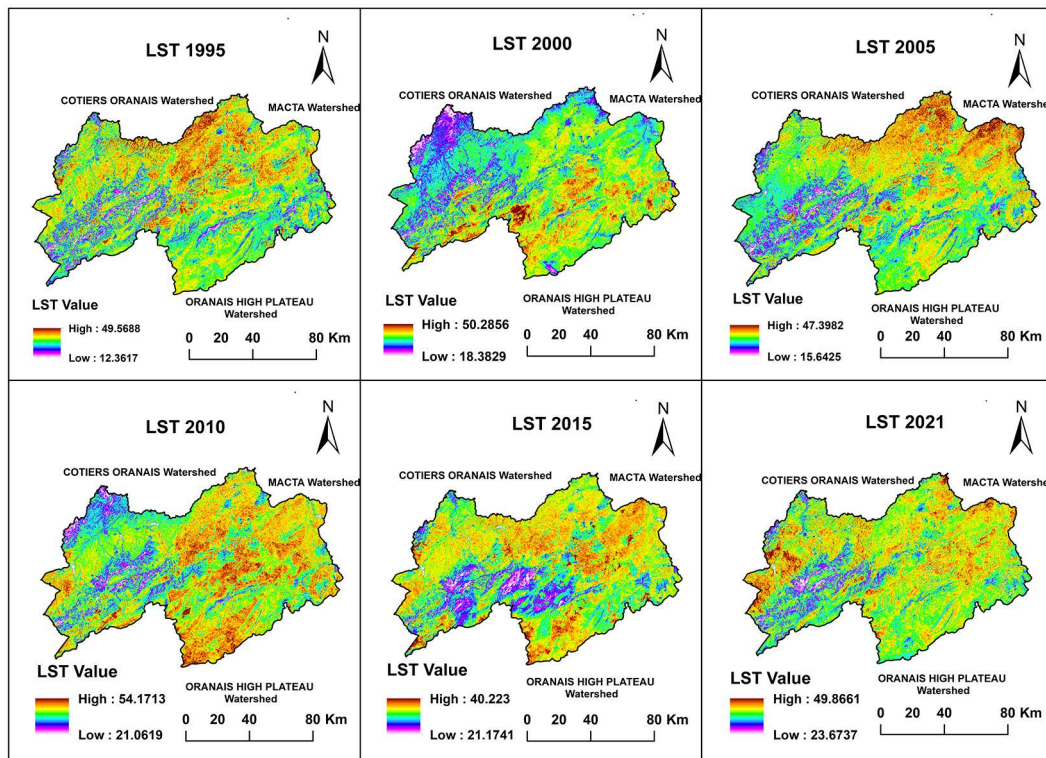 LST 1995
N
COTIERS ORANAIS Watershed
MACTA Watershed
LST Value
High : 49.5688
Low : 12.3617
ORANAIS HIGH PLATEAU
Watershed
0 20 40 80 Km
LST 2000
N
COTIERS ORANAIS Watershed
MACTA Watershed
LST Value
High : 50.2856
Low : 18.3829
ORANAIS HIGH PLATEAU
Watershed
0 20 40 80 Km
LST 2005
N
COTIERS ORANAIS Watershed
MACTA Watershed
LST Value
High : 47.3982
Low : 15.6425
ORANAIS HIGH PLATEAU
Watershed
0 20 40 80 Km
LST 2010
N
COTIERS ORANAIS Watershed
MACTA Watershed
LST Value
High : 54.1713
Low : 21.0619
ORANAIS HIGH PLATEAU
Watershed
0 20 40 80 Km
LST 2015
N
COTIERS ORANAIS Watershed
MACTA Watershed
LST Value
High : 40.223
Low : 21.1741
ORANAIS HIGH PLATEAU
Watershed
0 20 40 80 Km
LST 2021
N
COTIERS ORANAIS Watershed
MACTA Watershed
LST Value
High : 49.8661
Low : 23.6737
ORANAIS HIGH PLATEAU
Watershed
0 20 40 80 Km